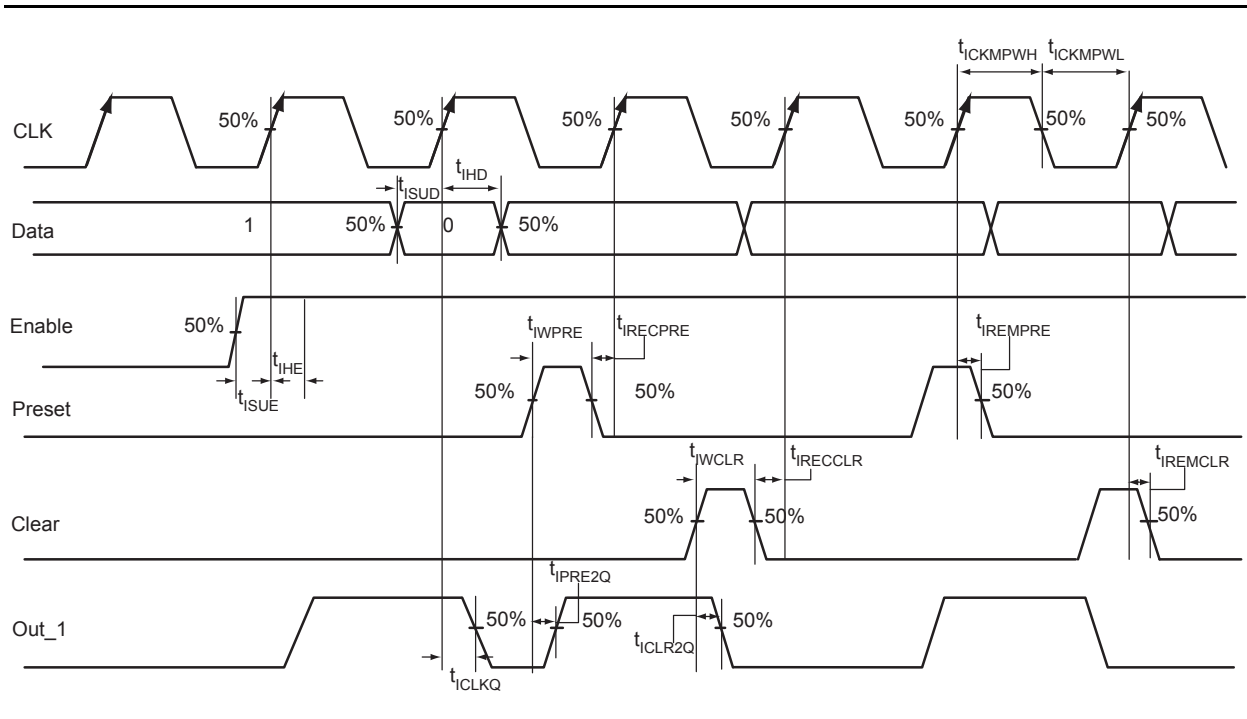 tICKMPWH tICKMPWL
CLK 50% 50% 50% 50% 50% 50% 50%
tISUD tIHD
Data 1 50% 0 50%
Enable 50% tIHE tIWPRE tIRECPRE tIREMPRE
tISUE
Preset 50% 50% 50%
tIWCLR tIRECCLR tIREMCLR
Clear 50% 50% 50%
tIPRE2Q
Out_1 50% 50% tICLR2Q 50%
tICLKQ